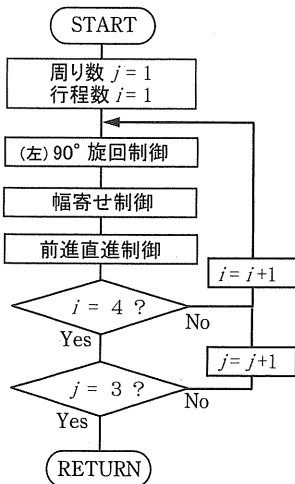 START
周り数 j = 1
行程数 i = 1
(左) 90° 旋回制御
幅寄せ制御
前進直進制御
i = i+1
i = 4 ?
No
Yes
j = j+1
j = 3 ?
No
Yes
RETURN